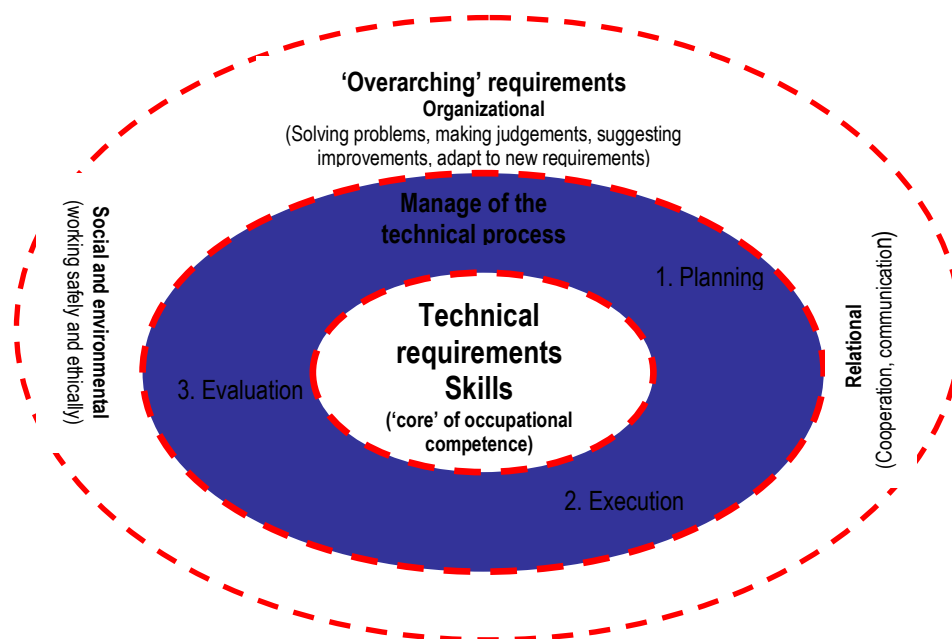 ‘Overarching’ requirements
Organizational
(Solving problems, making judgements, suggesting
improvements, adapt to new requirements)
Manage of the
technical process
1. Planning
Technical
requirements
Skills
(‘core’ of occupational
competence)
3. Evaluation
2. Execution
Social and environmental
(working safely and ethically)
Relational
(Cooperation, communication)